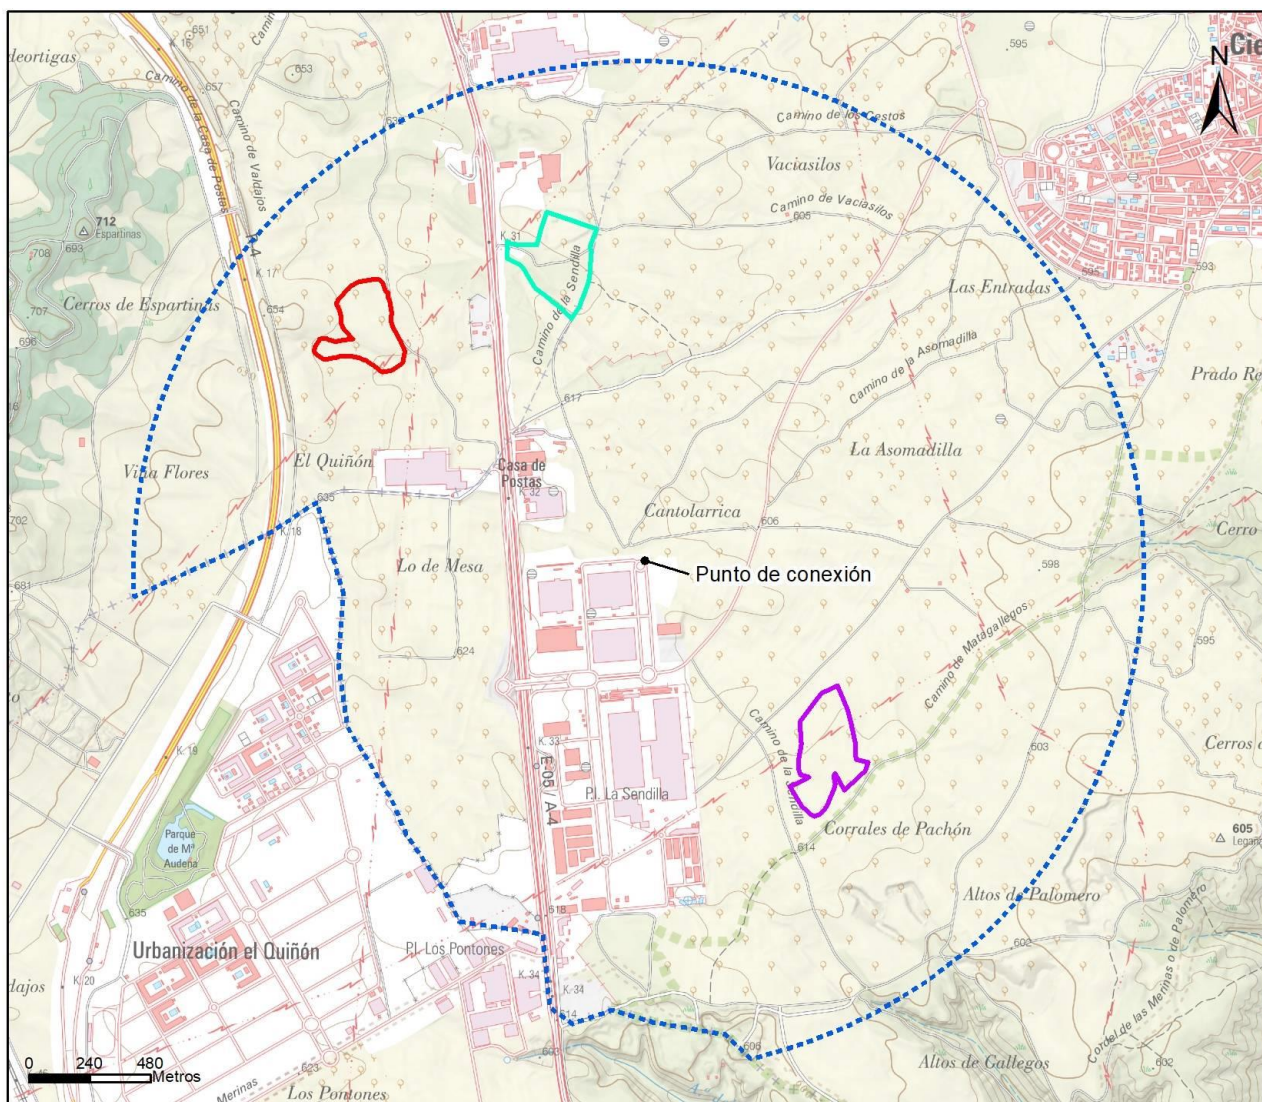 651
K. 16
deortigas
653
657
Camino de la Casa de Postas
Camino de Valdajos
595
Cie
N
Camino de los Cestos
Vaciasilos
Camino de Vaciasilos
605
712
Espartinas
693
708
707
696
Cerros de Espartinas
K. 17
654
K. 31
Camino de la Sendilla
595
593
Las Entradas
Camino de la Asomadilla
Prado Re
617
Viña Flores
El Quiñón
Casa de
Postas
K. 32
La Asomadilla
702
635
K. 18
Cantolarrica
606
Cerro
681
Lo de Mesa
Punto de conexión
598
624
Camino de Matagallegos
595
K. 19
K. 33
E-05 / A-4
603
Cerros d
Camino de la Sendilla
P.I. La Sendilla
Parque
de Mª
Audena
Corrales de Pachón
605
614
Altos de Palomero
635
618
Urbanización el Quiñón
P.I. Los Pontones
602
dajos
K. 20
K. 34
K. 34
614
Cordel de las Merinas o de Palomero
603
606
Altos de Gallegos
602
0 240 480
Metros
623
Merinas
Los Pontones